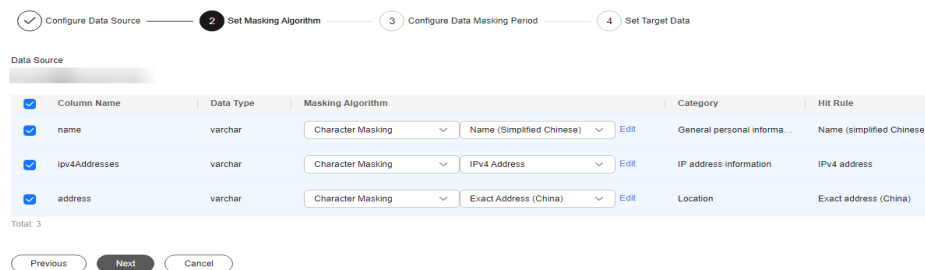 Configure Data Source 2 Set Masking Algorithm 3 Configure Data Masking Period 4 Set Target Data
Data Source
Column Name Data Type Masking Algorithm Category Hit Rule
name varchar Character Masking Name (Simplified Chinese) Edit General personal informa... Name (simplified Chinese
ipv4Addresses varchar Character Masking IPv4 Address Edit IP address information IPv4 address
address varchar Character Masking Exact Address (China) Edit Location Exact address (China)
Total: 3
Previous Next Cancel